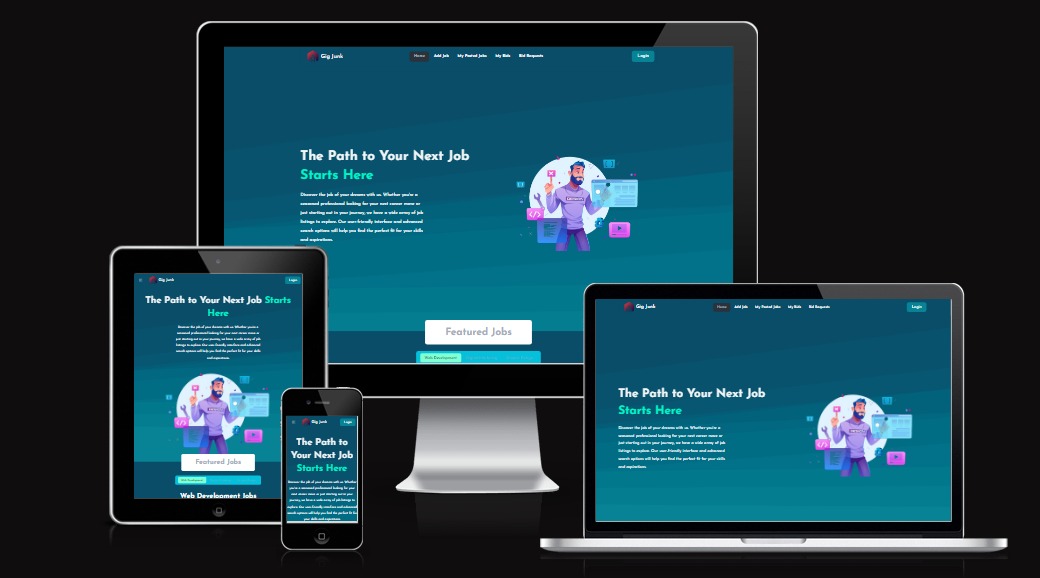 Gig Junk
Home Add Job My Posted Jobs My Bids Bid Requests
Login
The Path to Your Next Job
Starts Here
Discover the job of your dreams with us. Whether you're a
seasoned professional looking for your next career move or
just starting out in your journey, we have a wide array of job
listings to explore. Our user-friendly interface and advanced
search options will help you find the perfect fit for your skills
and aspirations.
Featured Jobs
Web Development
Gig Junk
Login
The Path to Your Next Job Starts
Here
Discover the job of your dreams with us. Whether you're a
seasoned professional looking for your next career move or
just starting out in your journey, we have a wide array of job
listings to explore. Our user-friendly interface and advanced
search options will help you find the perfect fit for your skills
and aspirations.
Featured Jobs
Web Development
Web Development Jobs
Gig Junk
Login
The Path to
Your Next Job
Starts Here
Discover the job of your dreams with us. Whether
you're a seasoned professional looking for your
next career move or just starting out in your
journey, we have a wide array of job listings to
explore. Our user-friendly interface and advanced
search options will help you find the perfect fit for
your skills and aspirations.
Gig Junk
Home Add Job My Posted Jobs My Bids Bid Requests
Login
The Path to Your Next Job
Starts Here
Discover the job of your dreams with us. Whether you're a
seasoned professional looking for your next career move or
just starting out in your journey, we have a wide array of job
listings to explore. Our user-friendly interface and advanced
search options will help you find the perfect fit for your skills
and aspirations.